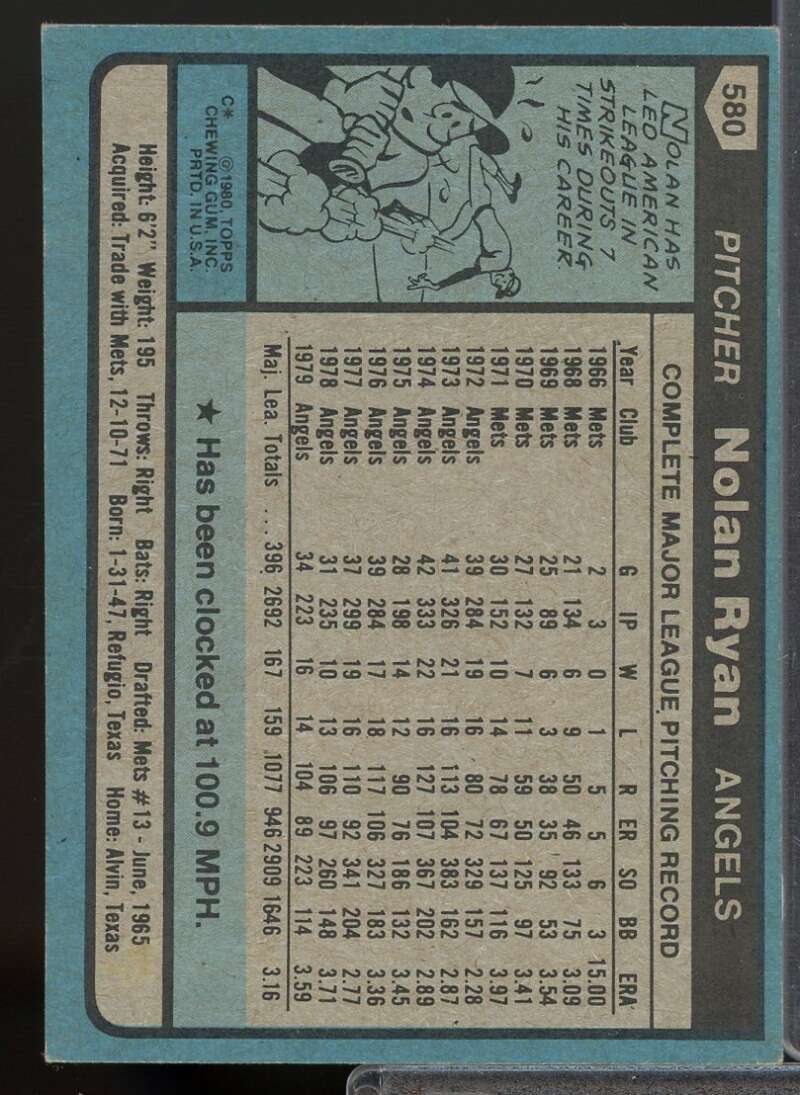 580 PITCHER Nolan Ryan ANGELS
NOLAN HAS
LED AMERICAN
LEAGUE IN
STRIKEOUTS 7
TIMES DURING
HIS CAREER
C* © 1980 TOPPS
CHEWING GUM, INC.
PRTD. IN U.S.A.
COMPLETE MAJOR LEAGUE PITCHING RECORD
Year Club G IP W L R ER SO BB ERA
1966 Mets 2 3 0 1 5 5 6 3 15.00
1968 Mets 21 134 6 9 50 46 133 75 3.09
1969 Mets 25 89 6 3 38 35 92 53 3.54
1970 Mets 27 132 7 11 59 50 125 97 3.41
1971 Mets 30 152 10 14 78 67 137 116 3.97
1972 Angels 39 284 19 16 80 72 329 157 2.28
1973 Angels 41 326 21 16 113 104 383 162 2.87
1974 Angels 42 333 22 16 127 107 367 202 2.89
1975 Angels 28 198 14 12 90 76 186 132 3.45
1976 Angels 39 284 17 18 117 106 327 183 3.36
1977 Angels 37 299 19 16 110 92 341 204 2.77
1978 Angels 31 235 10 13 106 97 260 148 3.71
1979 Angels 34 223 16 14 104 89 223 114 3.59
Maj. Lea. Totals ... 396 2692 167 159 1077 946 2909 1646 3.16
★ Has been clocked at 100.9 MPH.
Height: 6'2" Weight: 195 Throws: Right Bats: Right Drafted: Mets #13 - June, 1965
Acquired: Trade with Mets, 12-10-71 Born: 1-31-47, Refugio, Texas Home: Alvin, Texas